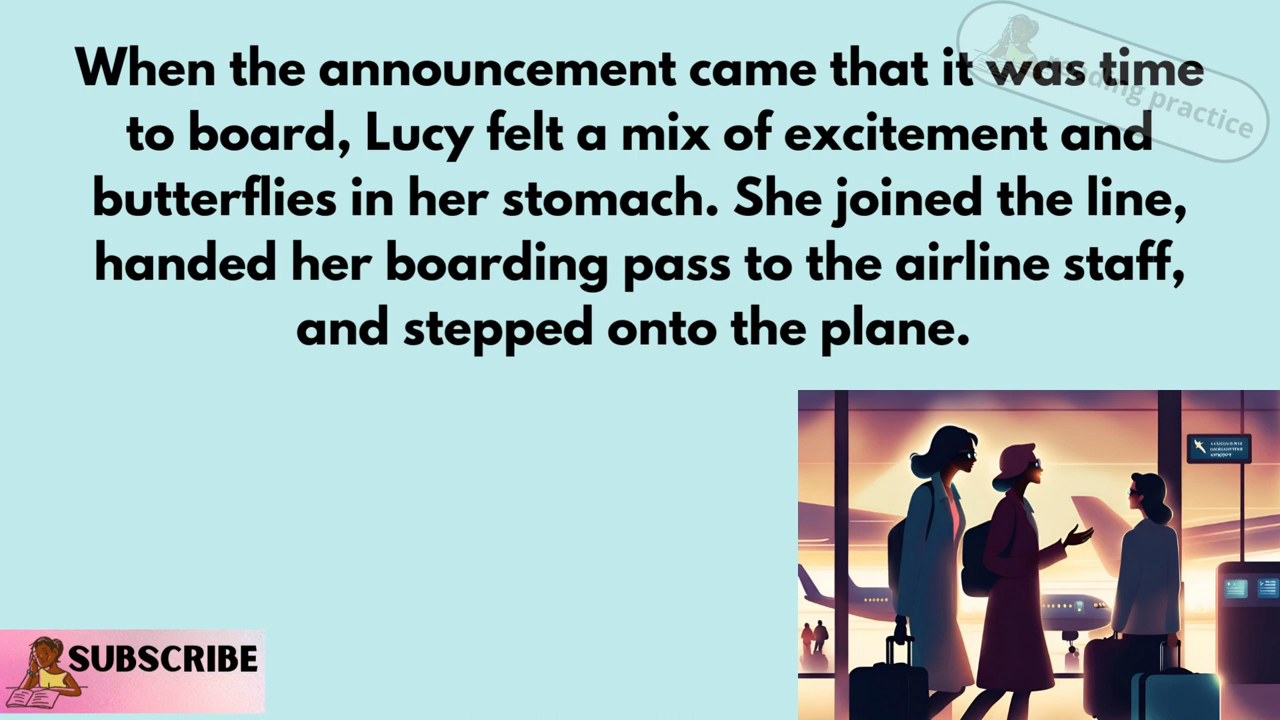 When the announcement came that it was time
to board, Lucy felt a mix of excitement and
butterflies in her stomach. She joined the line,
handed her boarding pass to the airline staff,
and stepped onto the plane.
Reading practice
SUBSCRIBE